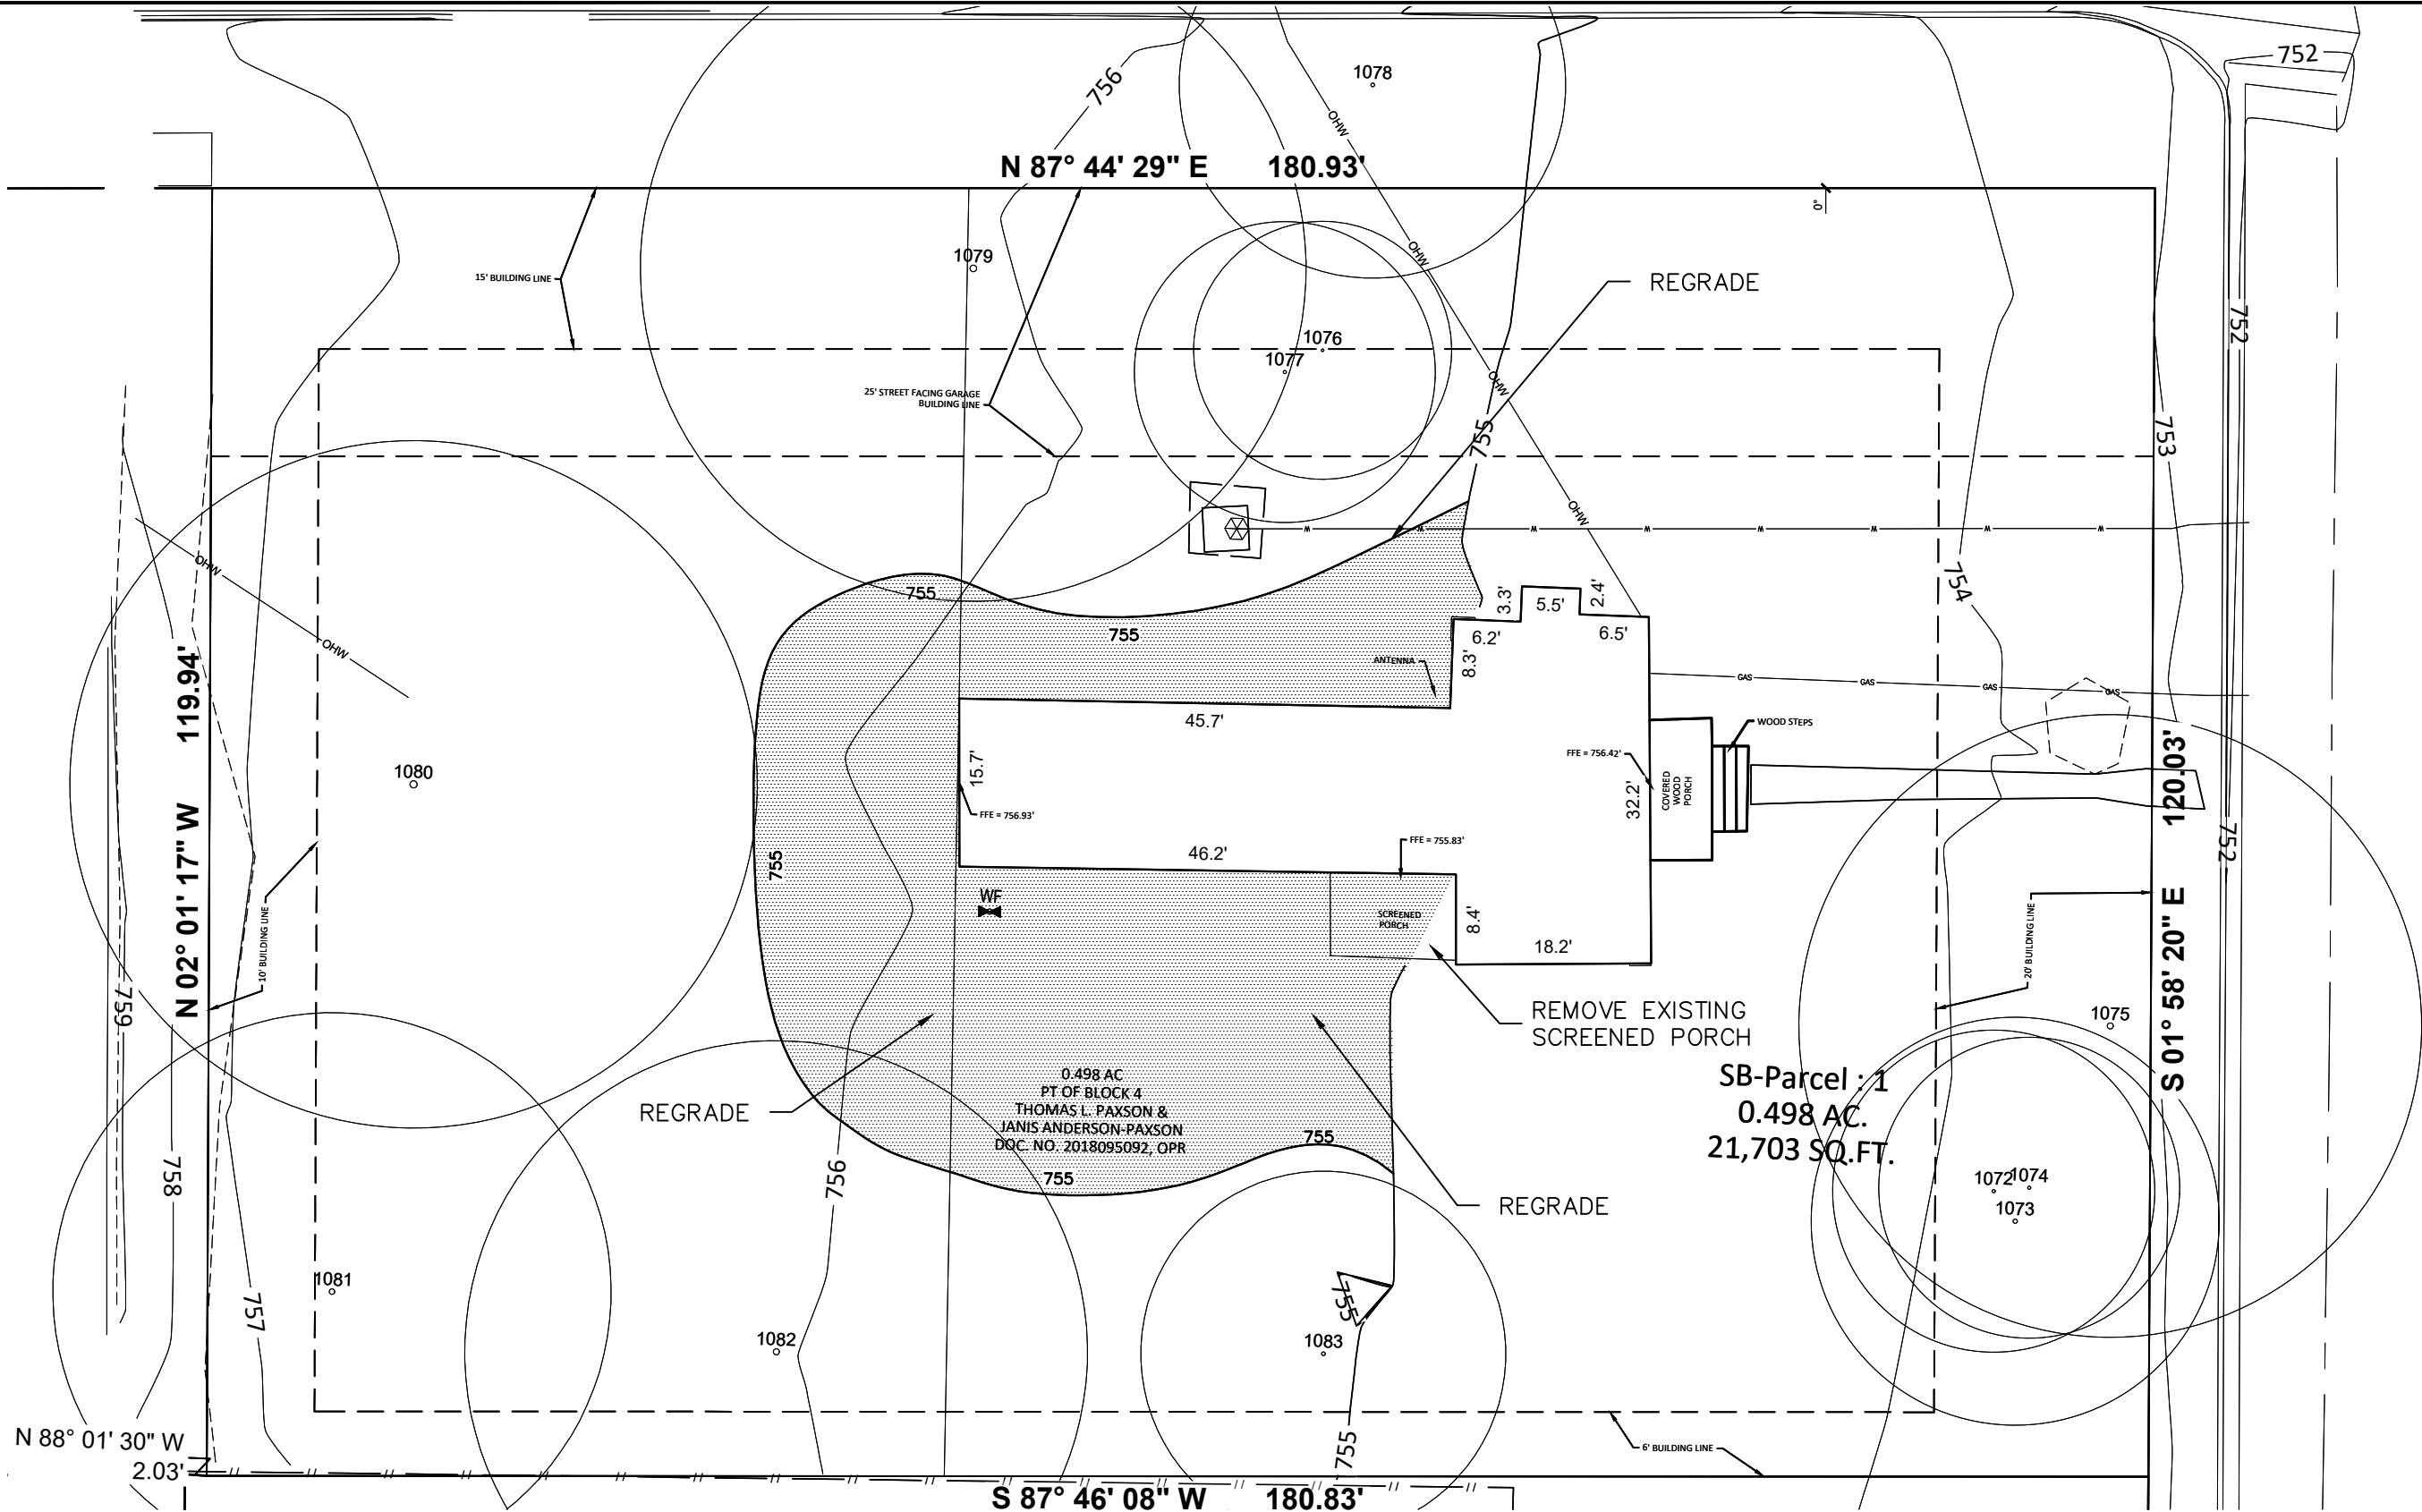 752
1078
756
OHW
N 87° 44' 29" E 180.93'
0°
1079
OHW
15' BUILDING LINE
REGRADE
752
1076
1077
OHW
25' STREET FACING GARAGE
BUILDING LINE
755
753
OHW
W W W W W W W W
OHW
754
755
3.3'
5.5'
2.4'
755
6.2'
6.5'
OHW
119.94'
8.3'
ANTENNA
GAS GAS GAS GAS
45.7'
WOOD STEPS
15.7'
FFE = 756.42'
1080
COVERED
WOOD
PORCH
120.03'
32.2'
FFE = 756.93'
FFE = 755.83'
752
46.2'
755
WF
N 02° 01' 17" W
10' BUILDING LINE
SCREENED
PORCH
8.4'
18.2'
20' BUILDING LINE
S 01° 58' 20" E
759
REMOVE EXISTING
SCREENED PORCH
1075
0.498 AC
PT OF BLOCK 4
THOMAS L. PAXSON &
JANIS ANDERSON-PAXSON
DOC. NO. 2018095092, OPR
REGRADE
SB-Parcel : 1
0.498 AC.
21,703 SQ.FT.
755
758
756
755
1072
1074
1073
REGRADE
1081
757
755
1082
1083
755
6' BUILDING LINE
N 88° 01' 30" W
2.03'
S 87° 46' 08" W 180.83'